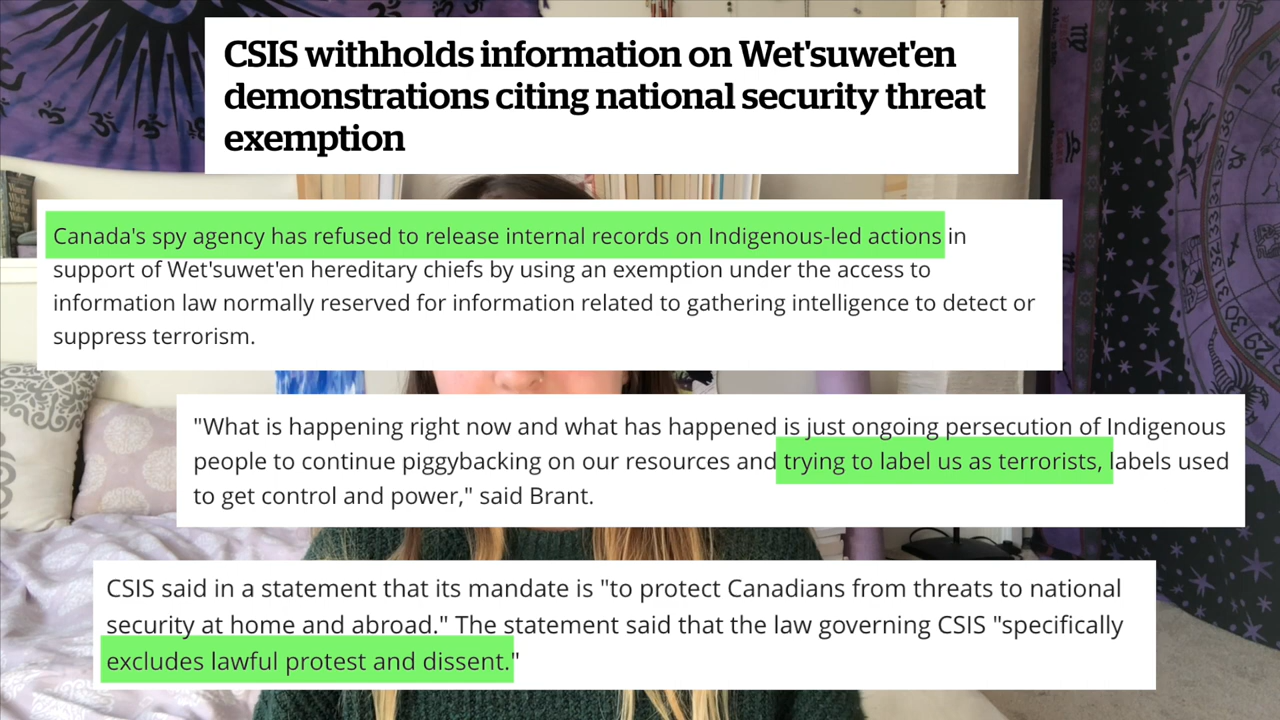 CSIS withholds information on Wet'suwet'en
demonstrations citing national security threat
exemption
Canada's spy agency has refused to release internal records on Indigenous-led actions in
support of Wet'suwet'en hereditary chiefs by using an exemption under the access to
information law normally reserved for information related to gathering intelligence to detect or
suppress terrorism.
"What is happening right now and what has happened is just ongoing persecution of Indigenous
people to continue piggybacking on our resources and trying to label us as terrorists, labels used
to get control and power," said Brant.
CSIS said in a statement that its mandate is "to protect Canadians from threats to national
security at home and abroad." The statement said that the law governing CSIS "specifically
excludes lawful protest and dissent."